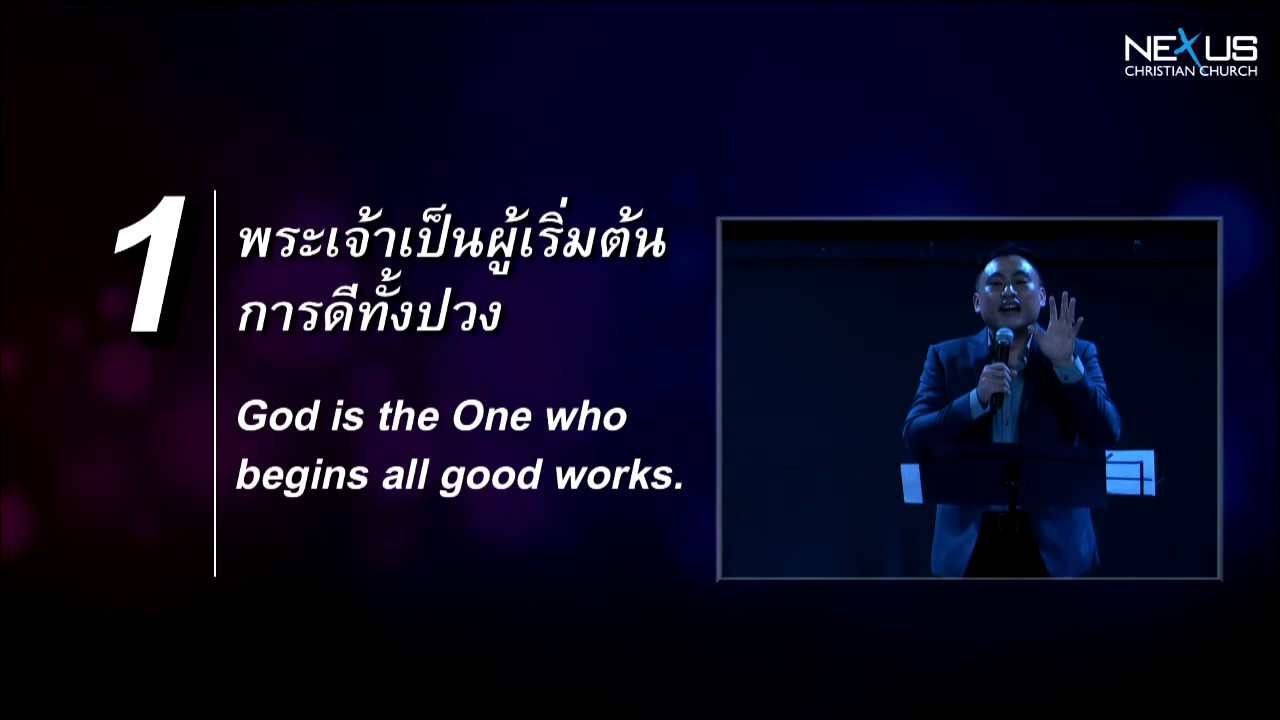 NEXUS
CHRISTIAN CHURCH
1
พระเจ้าเป็นผู้เริ่มต้น
การดีทั้งปวง
God is the One who
begins all good works.